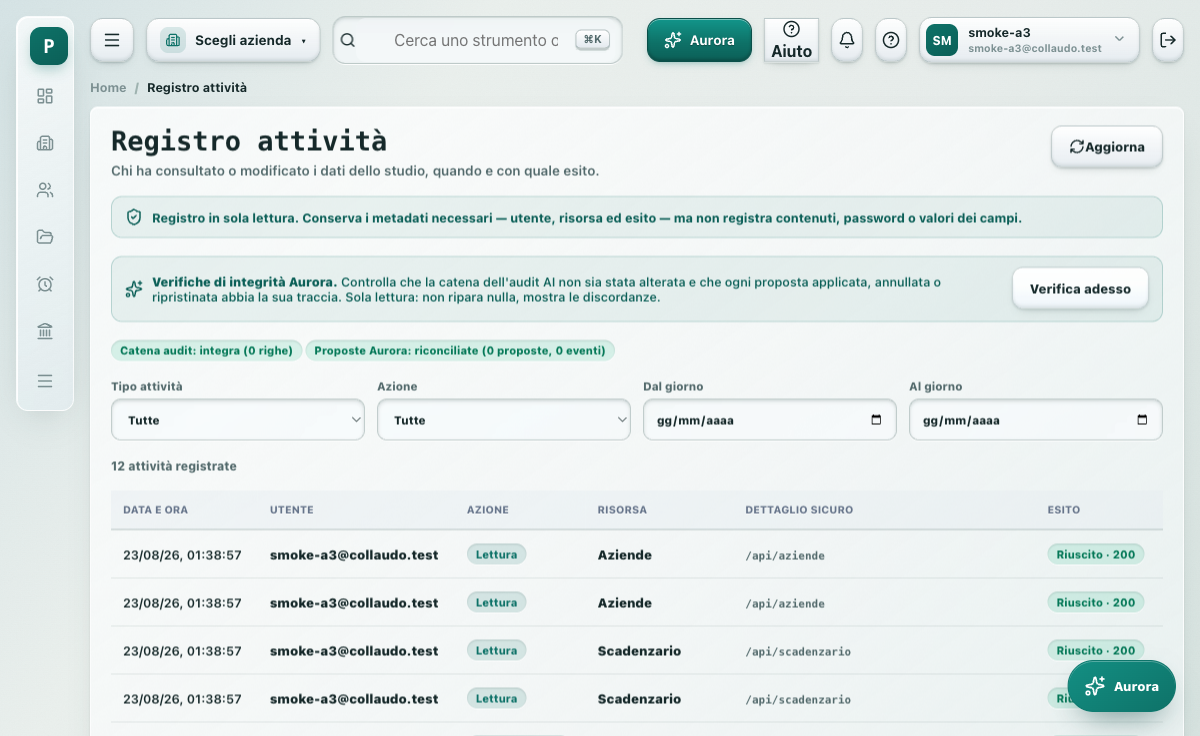 P
Scegli azienda
Cerca uno strumento o
⌘K
Aurora
Aiuto
SM
smoke-a3
smoke-a3@collaudo.test
Home / Registro attività
Registro attività
Chi ha consultato o modificato i dati dello studio, quando e con quale esito.
Aggiorna
Registro in sola lettura. Conserva i metadati necessari — utente, risorsa ed esito — ma non registra contenuti, password o valori dei campi.
Verifiche di integrità Aurora. Controlla che la catena dell'audit AI non sia stata alterata e che ogni proposta applicata, annullata o
ripristinata abbia la sua traccia. Sola lettura: non ripara nulla, mostra le discordanze.
Verifica adesso
Catena audit: integra (0 righe) Proposte Aurora: riconciliate (0 proposte, 0 eventi)
Tipo attività Azione Dal giorno Al giorno
Tutte Tutte gg/mm/aaaa gg/mm/aaaa
12 attività registrate
DATA E ORA UTENTE AZIONE RISORSA DETTAGLIO SICURO ESITO
23/08/26, 01:38:57 smoke-a3@collaudo.test Lettura Aziende /api/aziende Riuscito · 200
23/08/26, 01:38:57 smoke-a3@collaudo.test Lettura Aziende /api/aziende Riuscito · 200
23/08/26, 01:38:57 smoke-a3@collaudo.test Lettura Scadenzario /api/scadenzario Riuscito · 200
23/08/26, 01:38:57 smoke-a3@collaudo.test Lettura Scadenzario /api/scadenzario
Aurora